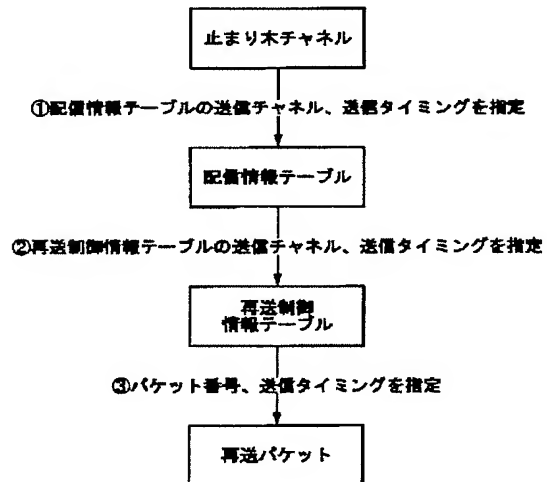 止まり木チャネル
①配信情報テーブルの送信チャネル、送信タイミングを指定
配信情報テーブル
②再送制御情報テーブルの送信チャネル、送信タイミングを指定
再送制御
情報テーブル
③パケット番号、送信タイミングを指定
再送パケット